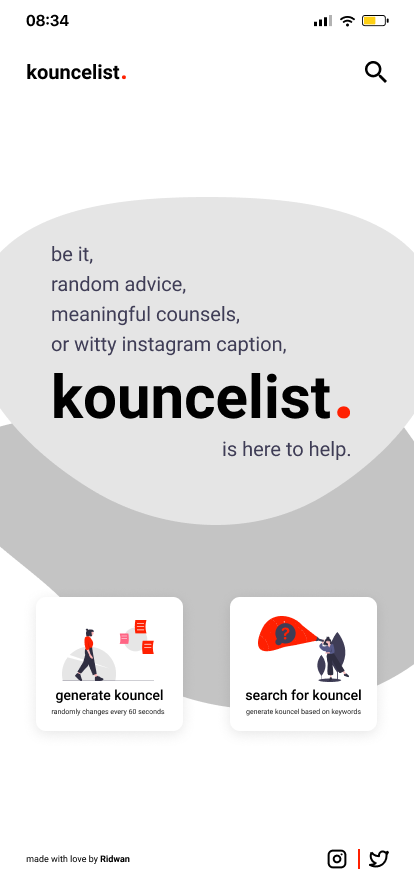 08:34
kouncelist.
be it,
random advice,
meaningful counsels,
or witty instagram caption,
kouncelist.
is here to help.
?
generate kouncel
randomly changes every 60 seconds
search for kouncel
generate kouncel based on keywords
made with love by Ridwan